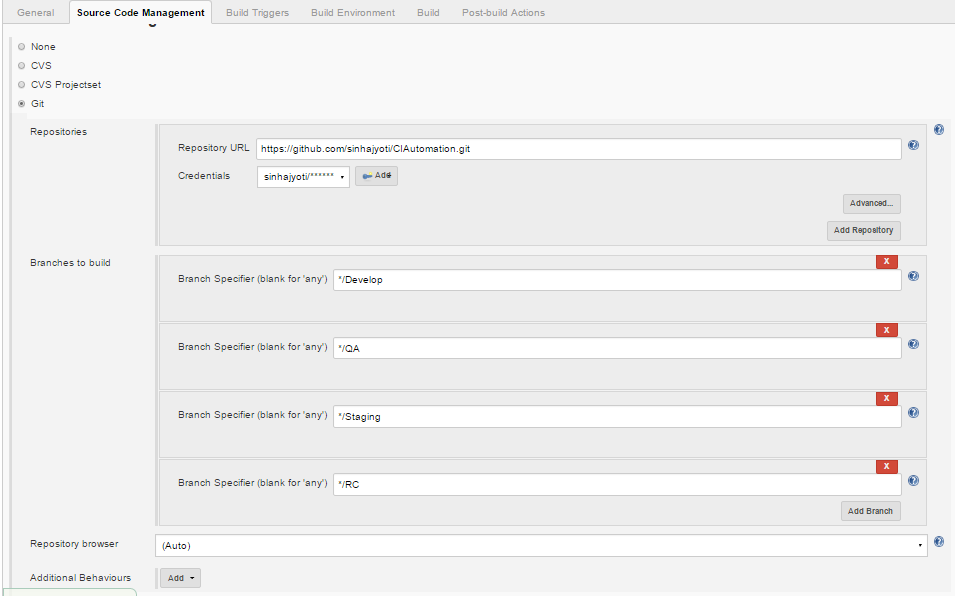 General Source Code Management Build Triggers Build Environment Build Post-build Actions
None
CVS
CVS Projectset
Git
Repositories
Repository URL https://github.com/sinhajyoti/CIAutomation.git
Credentials sinhajyoti/****** Add
Advanced...
Add Repository
Branches to build
X
Branch Specifier (blank for 'any') */Develop
X
Branch Specifier (blank for 'any') */QA
X
Branch Specifier (blank for 'any') */Staging
X
Branch Specifier (blank for 'any') */RC
Add Branch
Repository browser (Auto)
Additional Behaviours Add